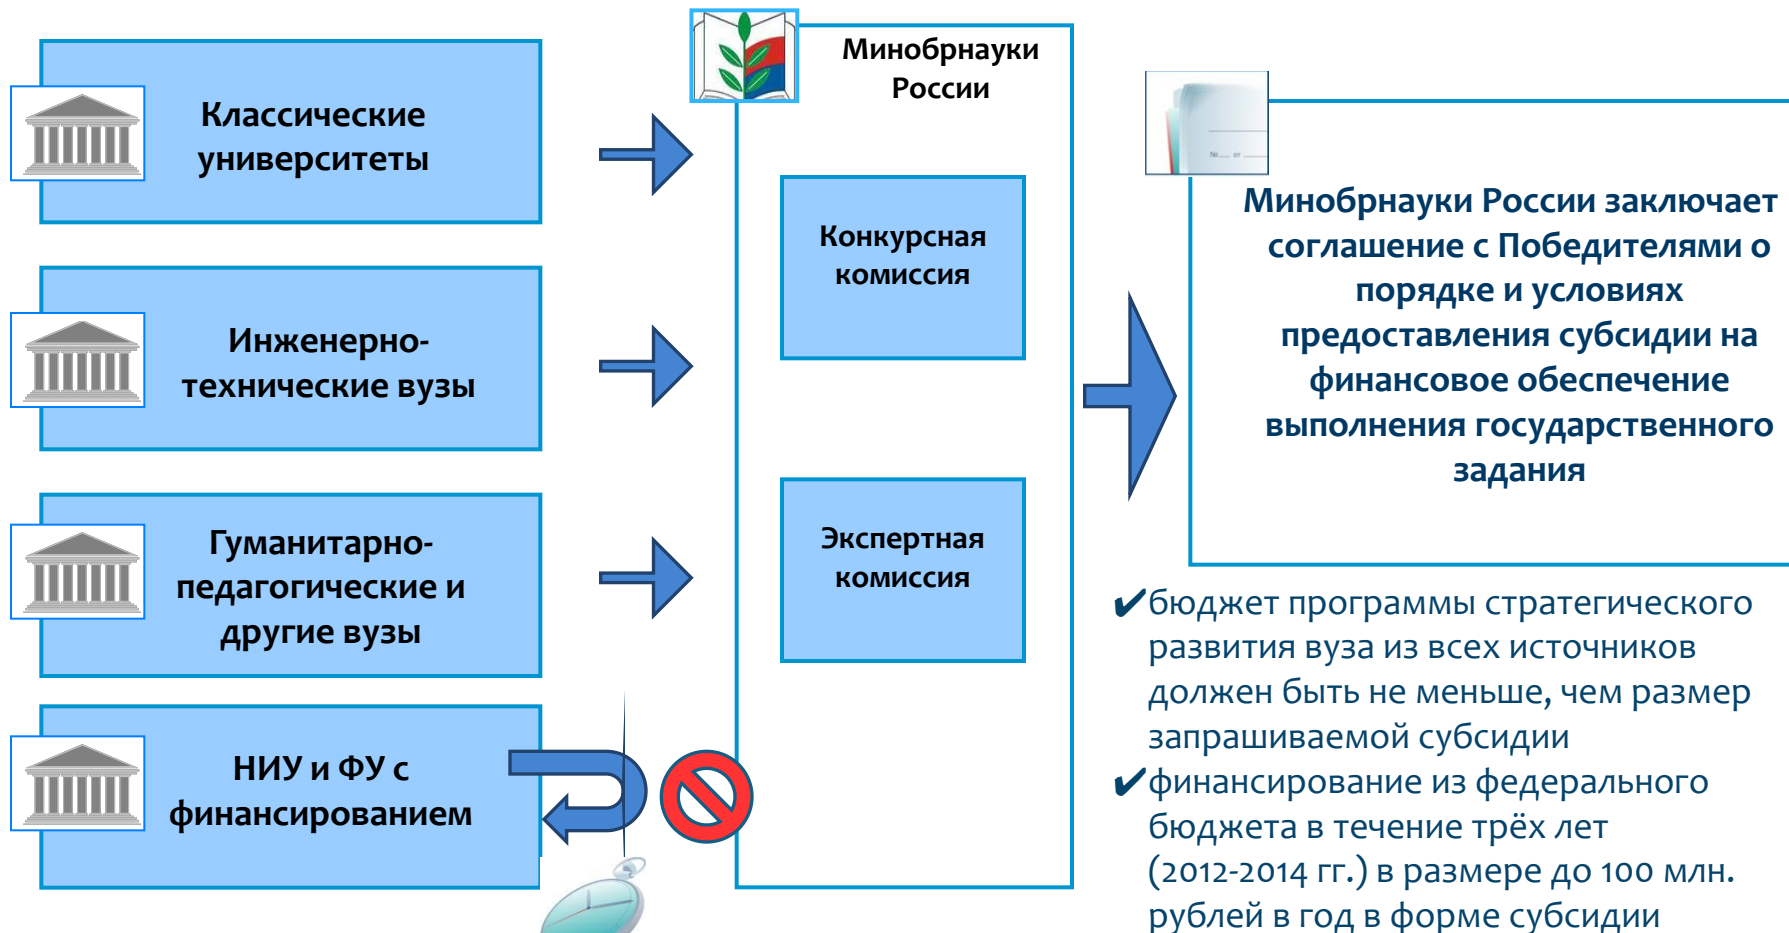 Классические
университеты
Инженерно-
технические вузы
Гуманитарно-
педагогические и
другие вузы
НИУ и ФУ с
финансированием
Минобрнауки
России
Конкурсная
комиссия
Экспертная
комиссия
№ от
Минобрнауки России заключает
соглашение с Победителями о
порядке и условиях
предоставления субсидии на
финансовое обеспечение
выполнения государственного
задания
✔бюджет программы стратегического
развития вуза из всех источников
должен быть не меньше, чем размер
запрашиваемой субсидии
✔финансирование из федерального
бюджета в течение трёх лет
(2012-2014 гг.) в размере до 100 млн.
рублей в год в форме субсидии